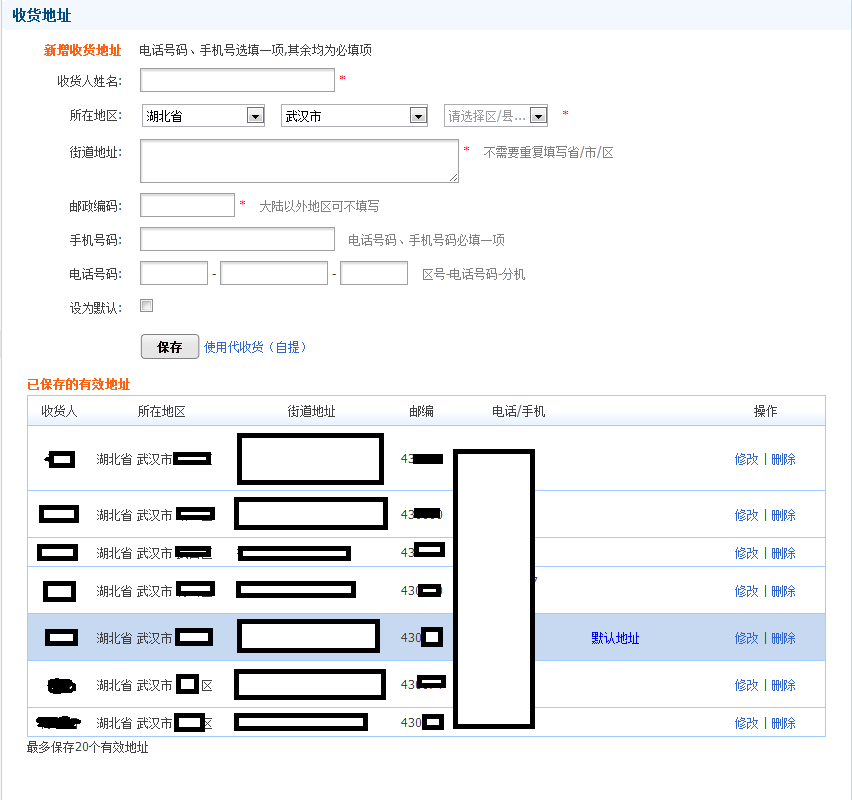 收货地址
新增收货地址 电话号码、手机号选填一项,其余均为必填项
收货人姓名: *
所在地区: 湖北省 武汉市 请选择区/县... *
街道地址: * 不需要重复填写省/市/区
邮政编码: * 大陆以外地区可不填写
手机号码: 电话号码、手机号码必填一项
电话号码: - - 区号-电话号码-分机
设为默认:
保存 使用代收货（自提）
已保存的有效地址
收货人 所在地区 街道地址 邮编 电话/手机 操作
湖北省 武汉市 43 修改 | 删除
湖北省 武汉市 43 修改 | 删除
湖北省 武汉市 43 修改 | 删除
湖北省 武汉市 430 修改 | 删除
湖北省 武汉市 430 默认地址 修改 | 删除
湖北省 武汉市 区 43 修改 | 删除
湖北省 武汉市 区 430 修改 | 删除
最多保存20个有效地址